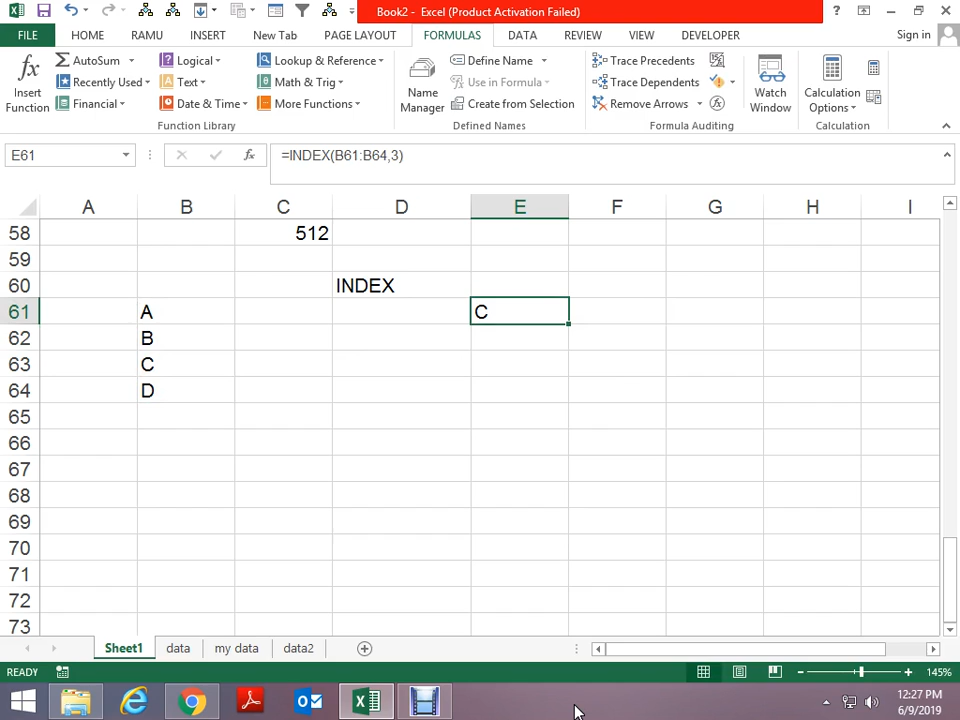 Book2 - Excel (Product Activation Failed)
?
FILE HOME RAMU INSERT New Tab PAGE LAYOUT FORMULAS DATA REVIEW VIEW DEVELOPER Sign in
AutoSum Logical Lookup & Reference Define Name Trace Precedents
Recently Used Text Math & Trig Use in Formula Trace Dependents
Financial Date & Time More Functions Create from Selection Remove Arrows
fx
Insert
Function
Name
Manager
Watch
Window
Calculation
Options
Function Library Defined Names Formula Auditing Calculation
E61 fx =INDEX(B61:B64,3)
A B C D E F G H I
58 512
59
60 INDEX
61 A C
62 B
63 C
64 D
65
66
67
68
69
70
71
72
73
Sheet1 data my data data2
READY 145%
12:27 PM
6/9/2019